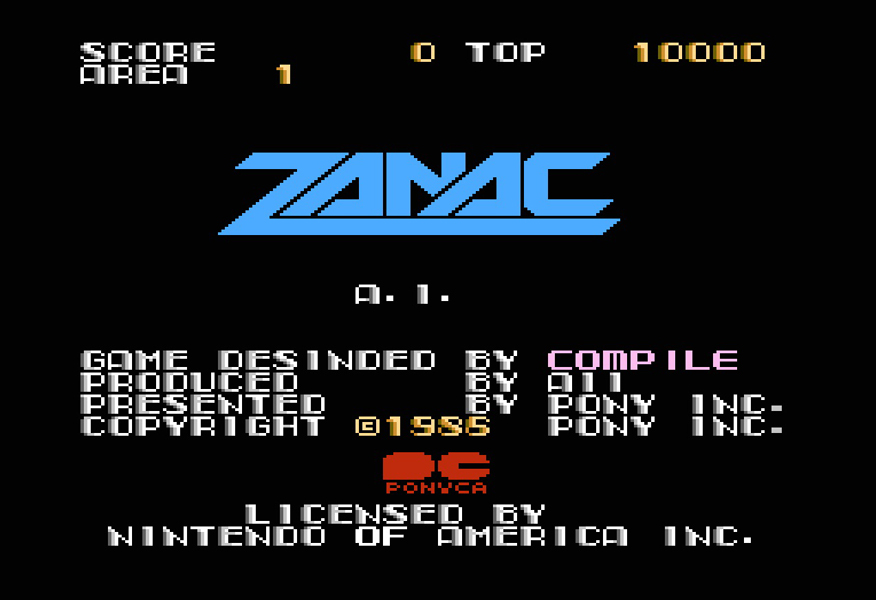 SCORE 0 TOP 10000
AREA 1
ZANAC
A.I.
GAME DESINDED BY COMPILE
PRODUCED BY AII
PRESENTED BY PONY INC.
COPYRIGHT ©1986 PONY INC.
PONYCA
LICENSED BY
NINTENDO OF AMERICA INC.